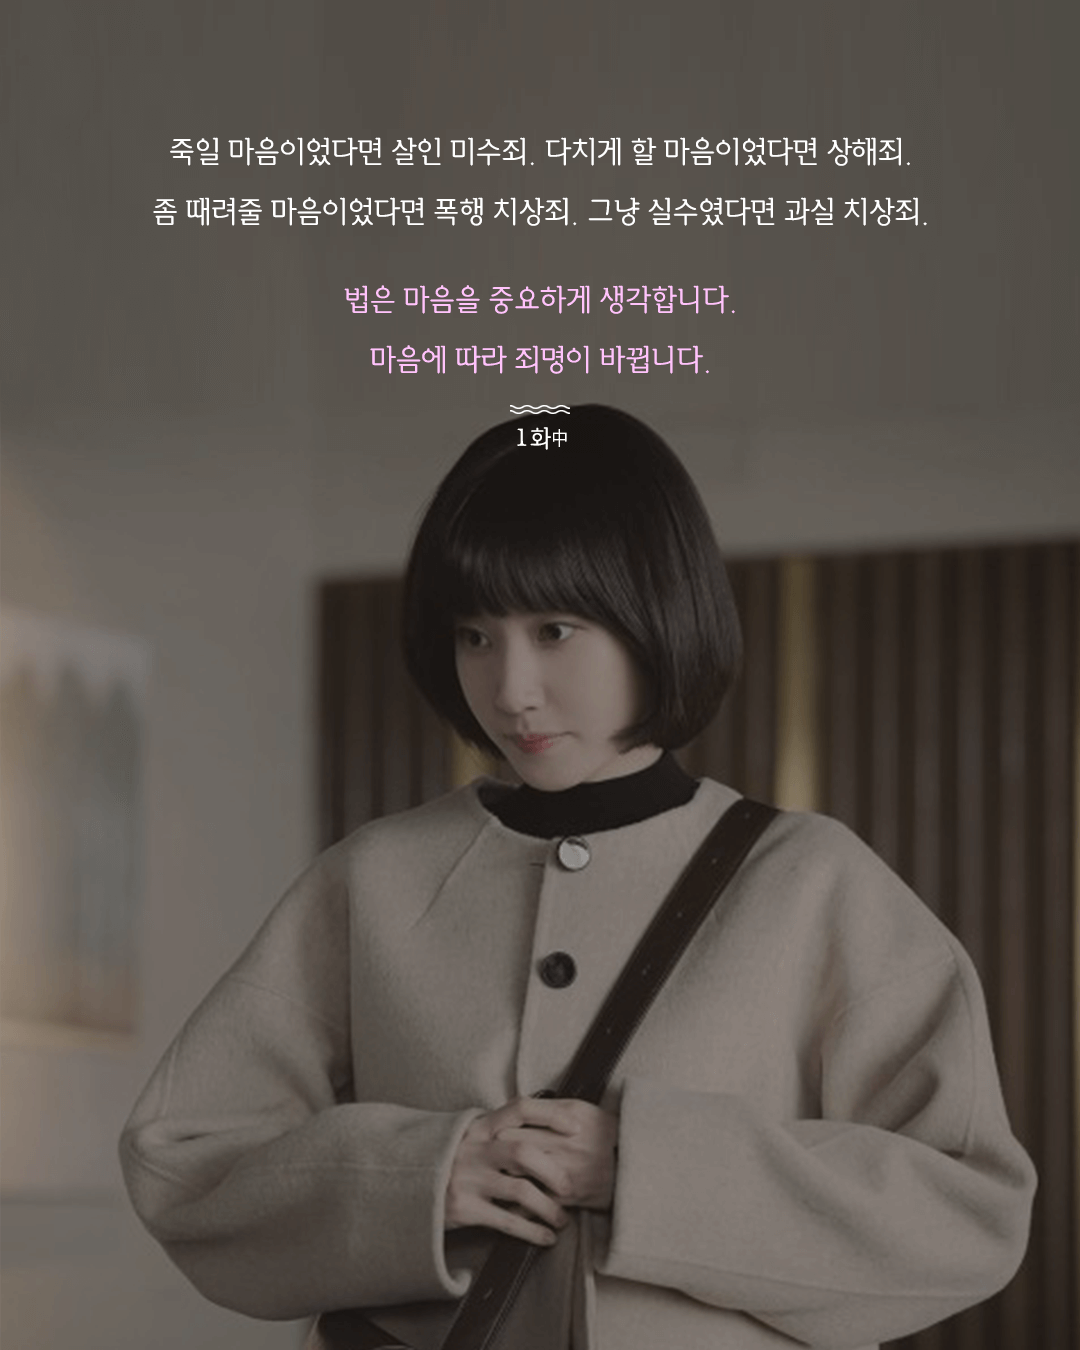 죽일 마음이었다면 살인 미수죄. 다치게 할 마음이었다면 상해죄.
좀 때려줄 마음이었다면 폭행 치상죄. 그냥 실수였다면 과실 치상죄.
법은 마음을 중요하게 생각합니다.
마음에 따라 죄명이 바뀝니다.
1화中